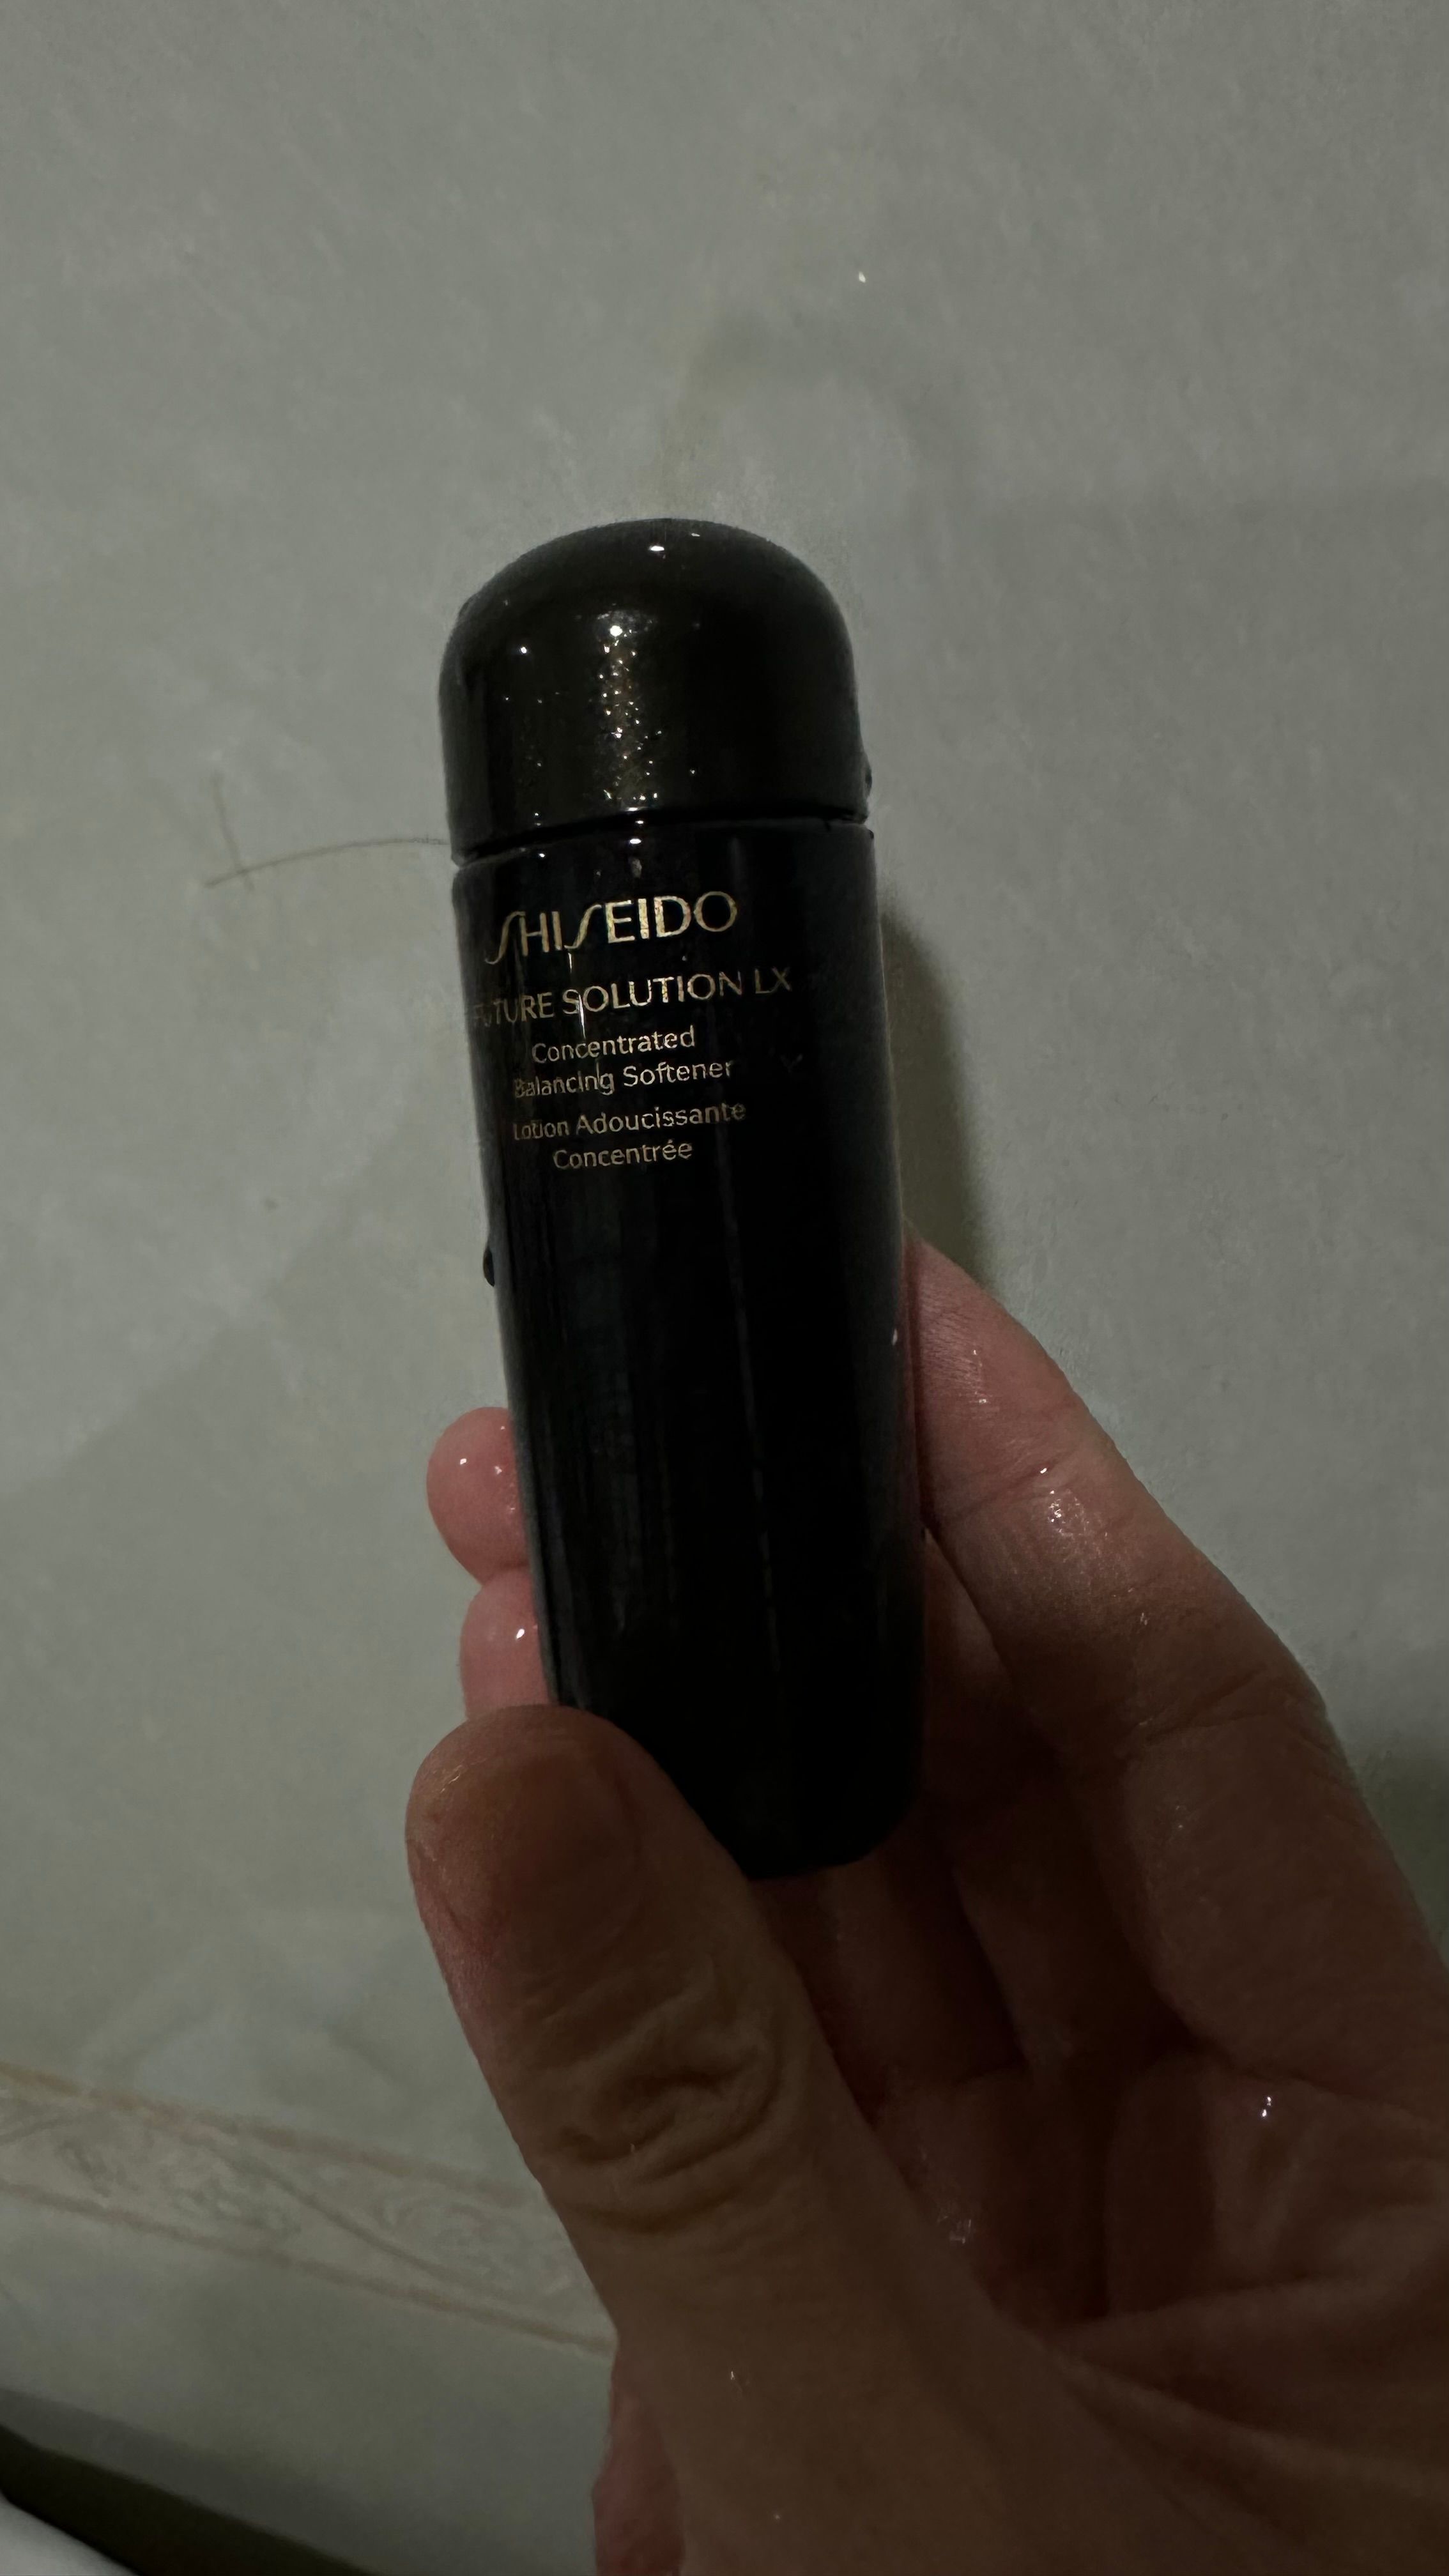 SHISEIDO
FUTURE SOLUTION LX
Concentrated
Balancing Softener
Lotion Adoucissante
Concentrée